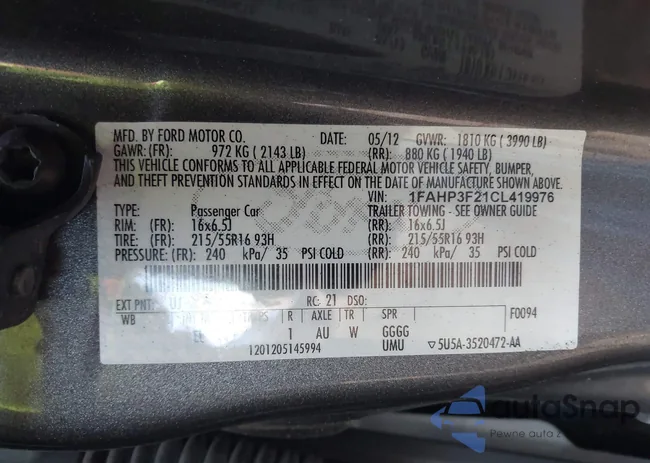 MFD. BY FORD MOTOR CO. DATE: 05/12 GVWR: 1810 KG ( 3990 LB)
GAWR: (FR): 972 KG ( 2143 LB) (RR): 880 KG ( 1940 LB)
THIS VEHICLE CONFORMS TO ALL APPLICABLE FEDERAL MOTOR VEHICLE SAFETY, BUMPER,
AND THEFT PREVENTION STANDARDS IN EFFECT ON THE DATE OF MANUFACTURE SHOWN ABOVE.
VIN: 1FAHP3F21CL419976
TYPE: Passenger Car TRAILER TOWING - SEE OWNER GUIDE
RIM: (FR): 16x6.5J (RR): 16x6.5J
TIRE: (FR): 215/55R16 93H (RR): 215/55R16 93H
PRESSURE: (FR): 240 kPa/ 35 PSI COLD (RR): 240 kPa/ 35 PSI COLD
EXT PNT: UJ RC: 21 DSO:
WB R AXLE TR SPR F0094
1 AU W GGGG
1201205145994 UMU 5U5A-3520472-AA
Ford
autoSnap
Pewne auto z